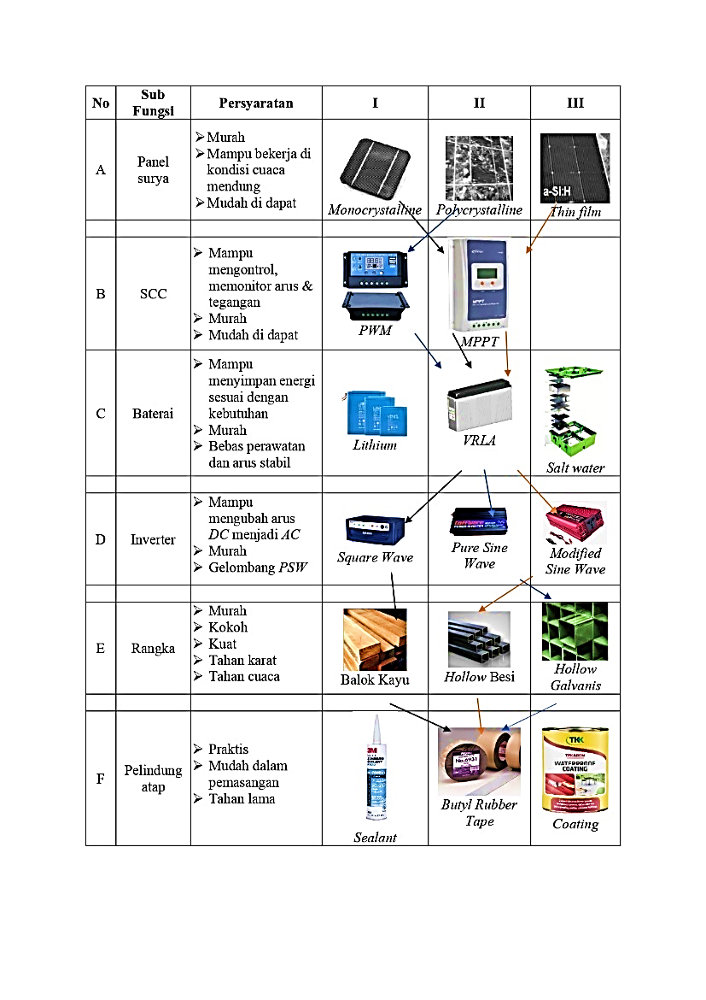 No Sub Fungsi Persyaratan I II III
A Panel surya
➢ Murah
➢ Mampu bekerja di
kondisi cuaca
mendung
➢ Mudah di dapat
a-Si:H
Monocrystalline Polycrystalline Thin film
B SCC
➢ Mampu
mengontrol,
memonitor arus &
tegangan
➢ Murah
➢ Mudah di dapat
MPPT
PWM MPPT
C Baterai
➢ Mampu
menyimpan energi
sesuai dengan
kebutuhan
➢ Murah
➢ Bebas perawatan
dan arus stabil
Lithium VRLA Salt water
D Inverter
➢ Mampu
mengubah arus
DC menjadi AC
➢ Murah
➢ Gelombang PSW
Square Wave
Pure Sine
Wave
Modified
Sine Wave
E Rangka
➢ Murah
➢ Kokoh
➢ Kuat
➢ Tahan karat
➢ Tahan cuaca
Balok Kayu Hollow Besi
Hollow
Galvanis
F Pelindung
atap
➢ Praktis
➢ Mudah dalam
pemasangan
➢ Tahan lama
3M
No.6931
TKK
WATERPROOF
COATING
Sealant
Butyl Rubber
Tape
Coating